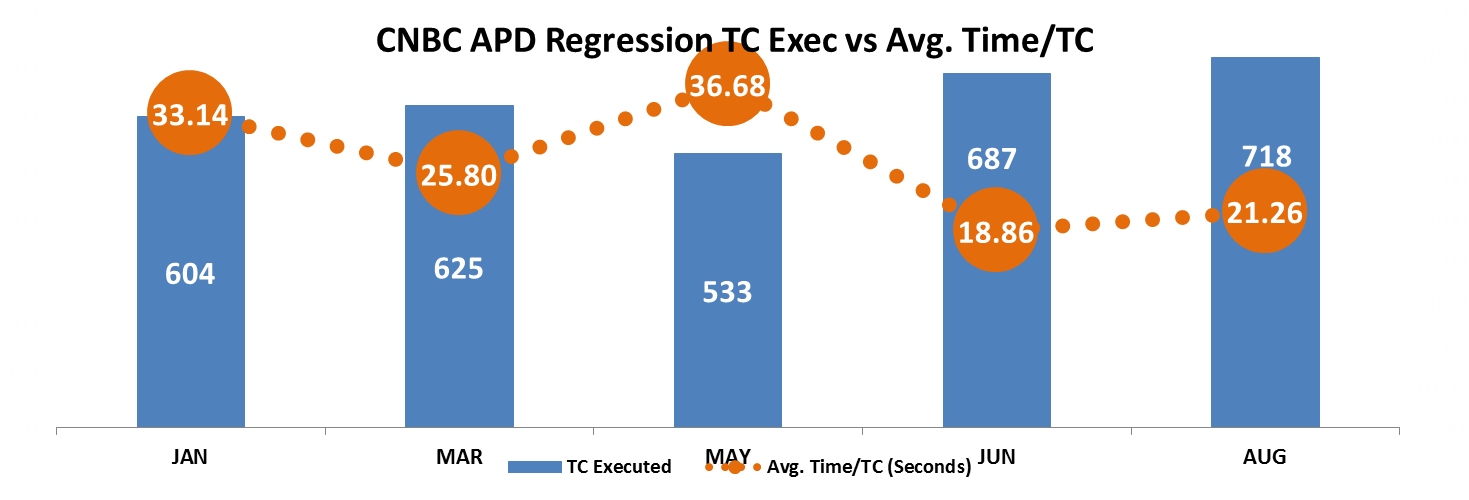 CNBC APD Regression TC Exec vs Avg. Time/TC
33.14
25.80
36.68
18.86
21.26
604
625
533
687
718
JAN
MAR
MAY
JUN
AUG
TC Executed
Avg. Time/TC (Seconds)